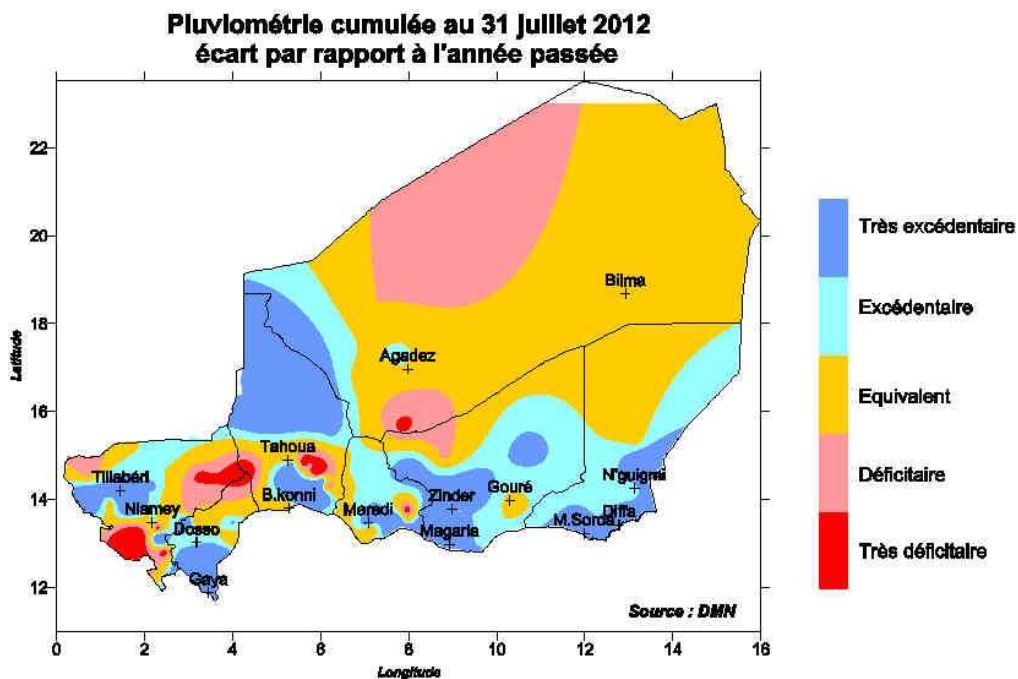 Pluviométrie cumulée au 31 juillet 2012
écart par rapport à l'année passée
22
20
18
16
14
12
Latitude
0 2 4 6 8 10 12 14 16
Longitude
Bilma
Agadez
Tahoua
Tillabéri
N'guigmi
B.konni
Zinder
Gouré
Niamey
Maradi
Diffa
Dosso
Magaria
M.Soroa
Gaya
Source : DMN
Très excédentaire
Excédentaire
Equivalent
Déficitaire
Très déficitaire